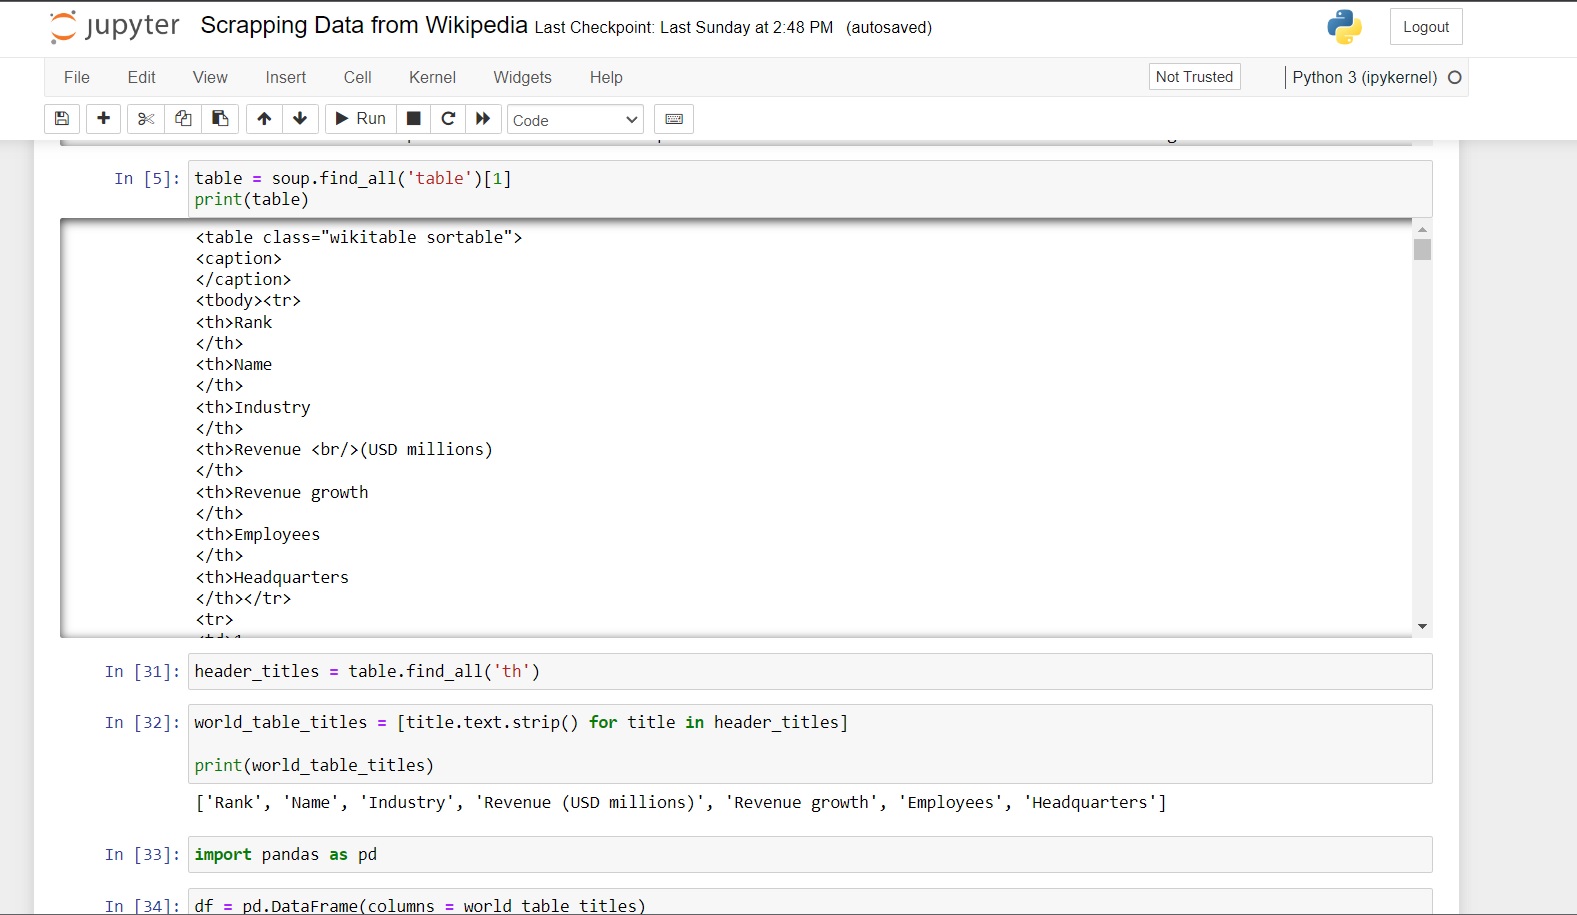 jupyter Scrapping Data from Wikipedia Last Checkpoint: Last Sunday at 2:48 PM (autosaved) Logout
File Edit View Insert Cell Kernel Widgets Help Not Trusted Python 3 (ipykernel)
Run Code
In [5]: table = soup.find_all('table')[1]
print(table)
<table class="wikitable sortable">
<caption>
</caption>
<tbody><tr>
<th>Rank
</th>
<th>Name
</th>
<th>Industry
</th>
<th>Revenue <br/>(USD millions)
</th>
<th>Revenue growth
</th>
<th>Employees
</th>
<th>Headquarters
</th></tr>
<tr>
In [31]: header_titles = table.find_all('th')
In [32]: world_table_titles = [title.text.strip() for title in header_titles]
print(world_table_titles)
['Rank', 'Name', 'Industry', 'Revenue (USD millions)', 'Revenue growth', 'Employees', 'Headquarters']
In [33]: import pandas as pd
In [34]: df = pd.DataFrame(columns = world_table_titles)